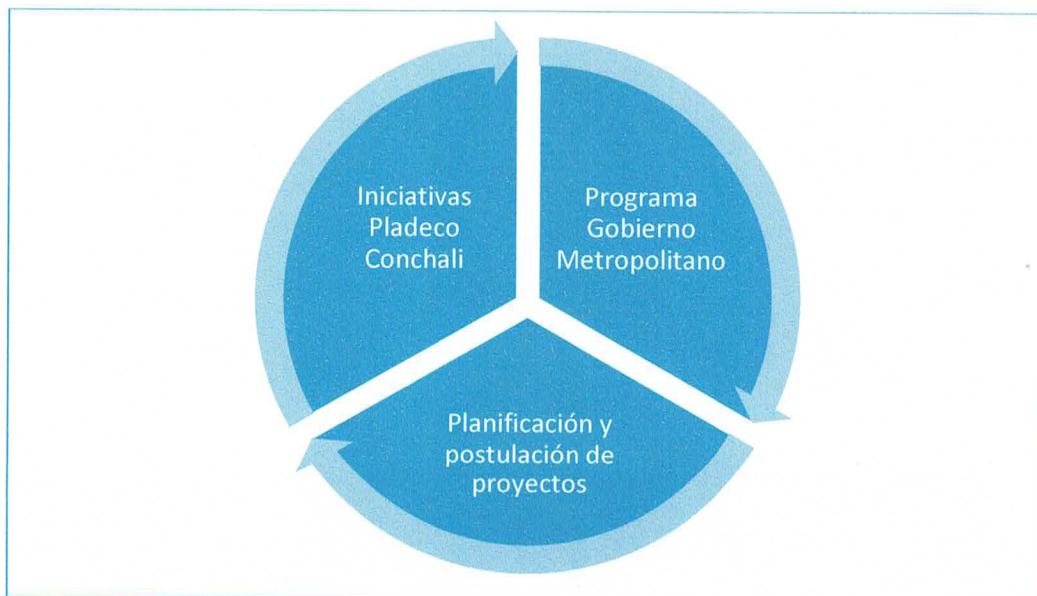 Iniciativas
Pladeco
Conchali
Programa
Gobierno
Metropolitano
Planificación y
postulación de
proyectos